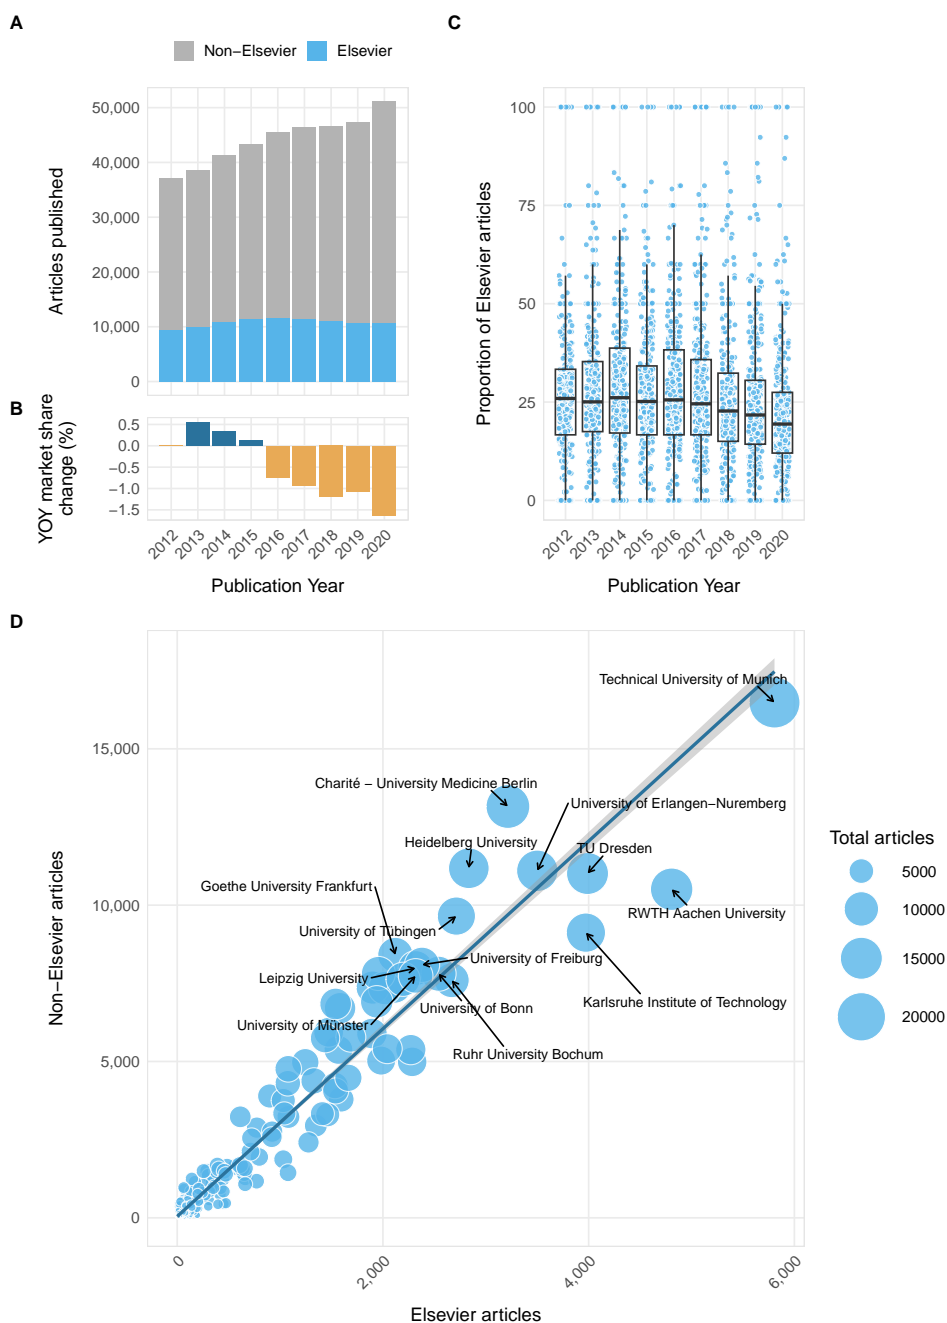 A
Non−Elsevier
Elsevier
Articles published
50,000
40,000
30,000
20,000
10,000
0
B
YOY market share
change (%)
0.5
0.0
−0.5
−1.0
−1.5
2012
2013
2014
2015
2016
2017
2018
2019
2020
Publication Year
C
Proportion of Elsevier articles
100
75
50
25
0
2012
2013
2014
2015
2016
2017
2018
2019
2020
Publication Year
D
Non−Elsevier articles
15,000
10,000
5,000
0
Technical University of Munich
Charité − University Medicine Berlin
University of Erlangen−Nuremberg
Heidelberg University
TU Dresden
Goethe University Frankfurt
RWTH Aachen University
University of Tübingen
University of Freiburg
Leipzig University
Karlsruhe Institute of Technology
University of Bonn
University of Münster
Ruhr University Bochum
0
2,000
4,000
6,000
Elsevier articles
Total articles
5000
10000
15000
20000